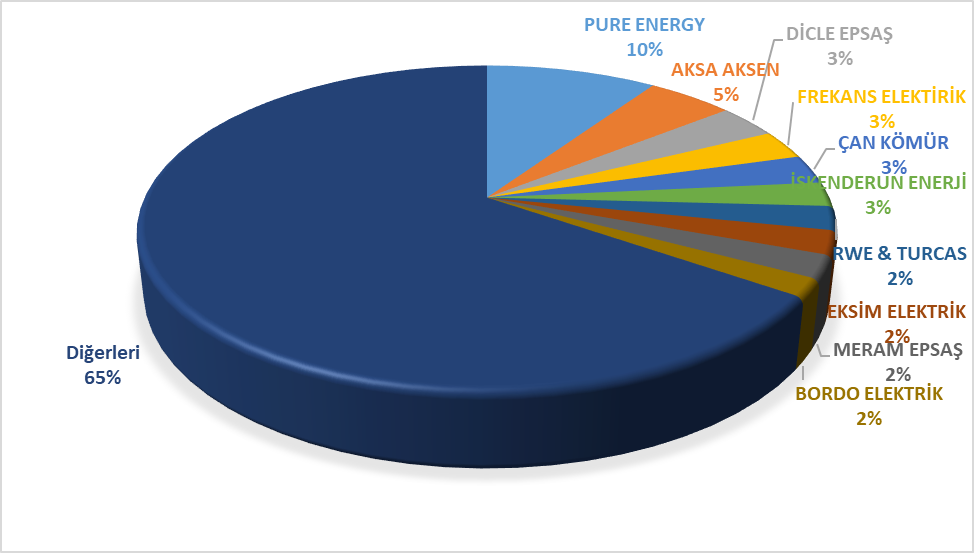 PURE ENERGY
10%
AKSA AKSEN
5%
DİCLE EPSAŞ
3%
FREKANS ELEKTİRİK
3%
ÇAN KÖMÜR
3%
İSKENDERUN ENERJİ
3%
RWE & TURCAS
2%
EKSİM ELEKTRİK
2%
MERAM EPSAŞ
2%
BORDO ELEKTRİK
2%
Diğerleri
65%